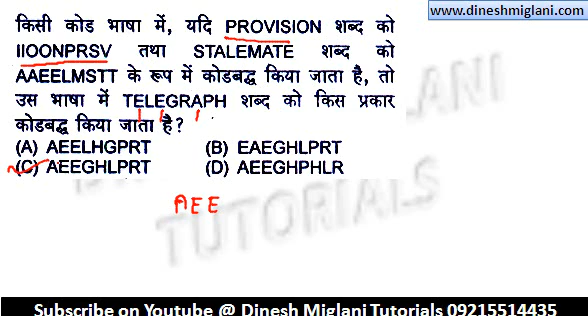 www.dineshmiglani.com
किसी कोड भाषा में, यदि PROVISION शब्द को
IIOONPRSV तथा STALEMATE शब्द को
AAEELMSTT के रूप में कोडबद्ध किया जाता है, तो
उस भाषा में TELEGRAPH शब्द को किस प्रकार
कोडबद्ध किया जाता है?
(A) AEELHGPRT (B) EAEGHLPRT
(C) AEEGHLPRT (D) AEEGHPHLR
AEE
TUTORIALS
Subscribe on Youtube @ Dinesh Miglani Tutorials 09215514435